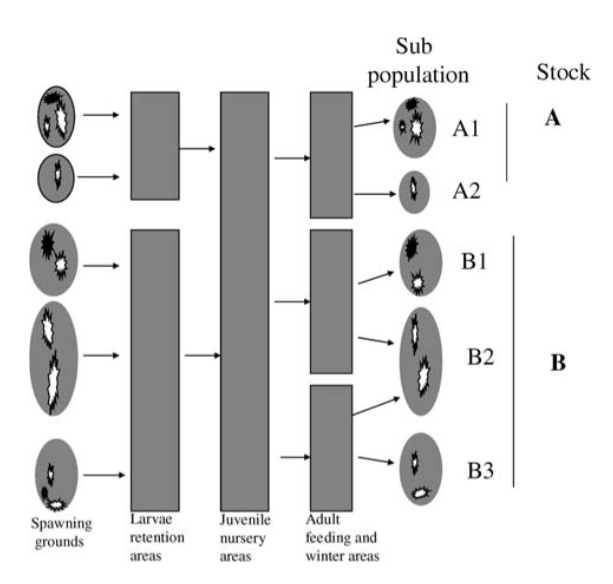 Sub
population
Stock
A1
A
A2
B1
B2
B
B3
Spawning
grounds
Larvae
retention
areas
Juvenile
nursery
areas
Adult
feeding and
winter areas